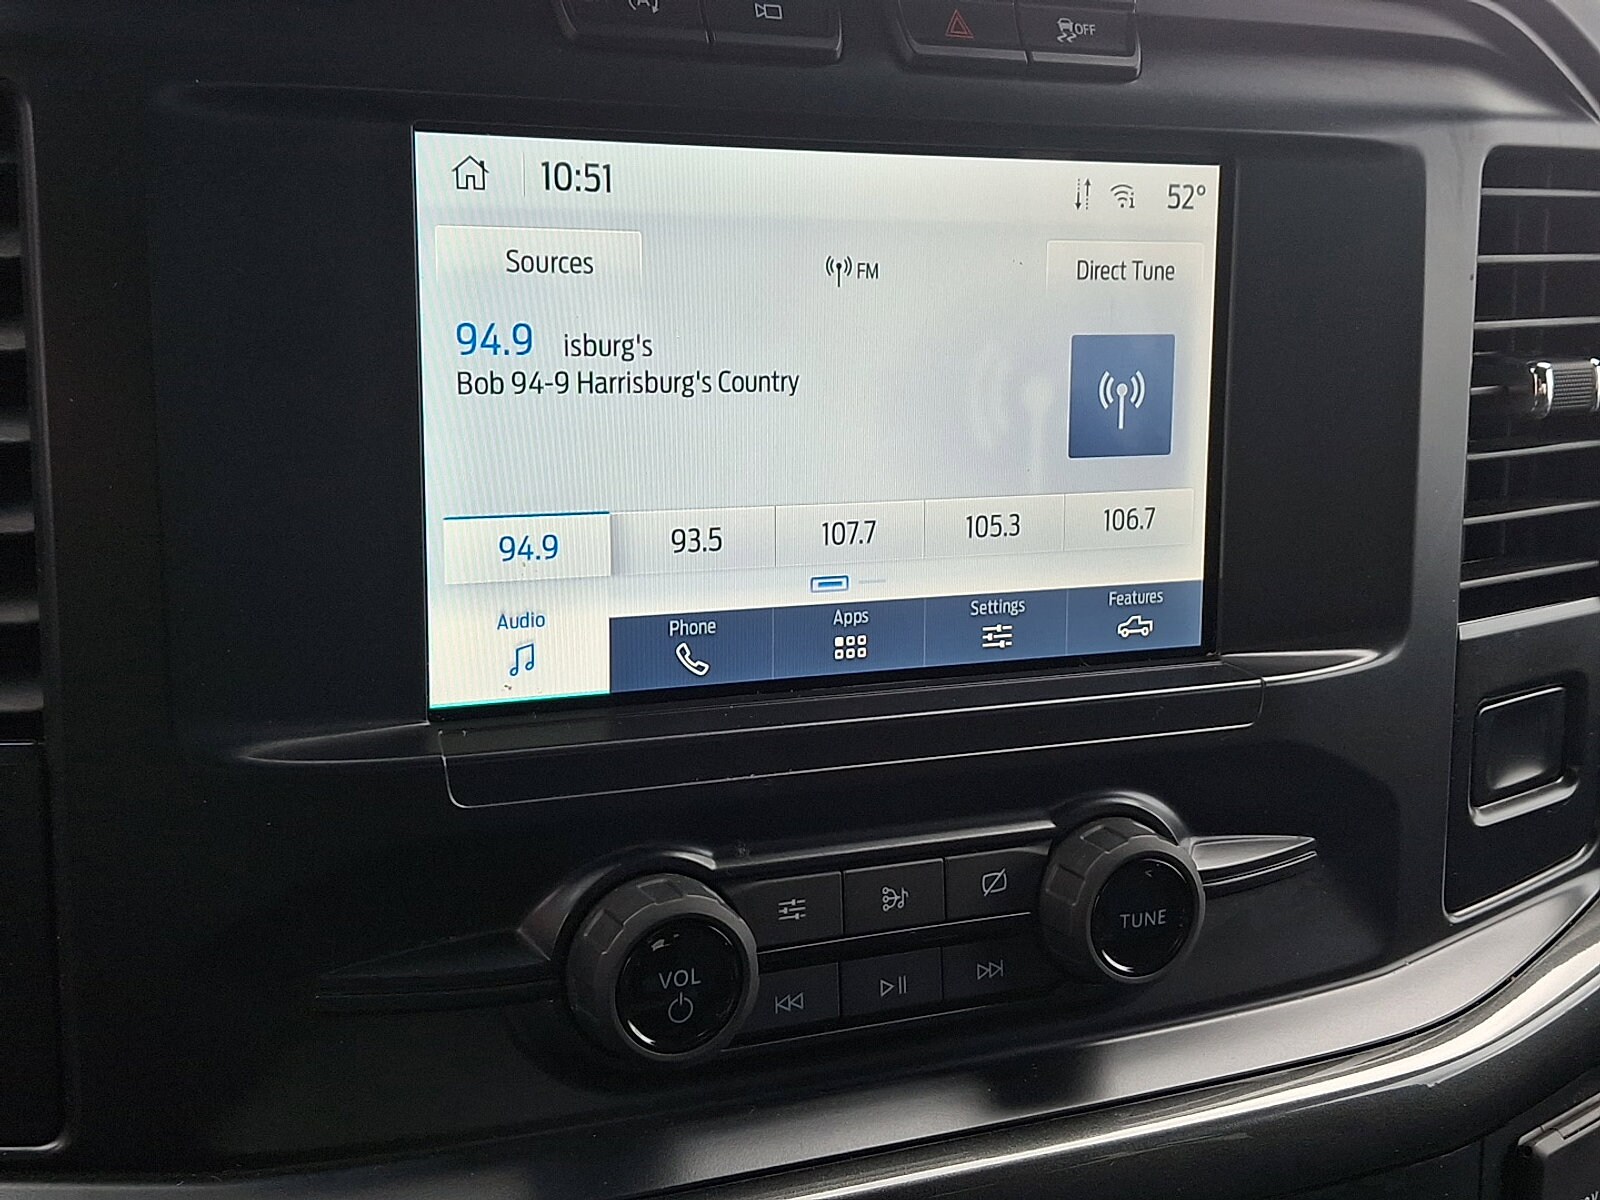 OFF
10:51
52°
Sources
FM
Direct Tune
94.9 isburg's
Bob 94-9 Harrisburg's Country
94.9
93.5
107.7
105.3
106.7
Audio
Phone
Apps
Settings
Features
VOL
TUNE